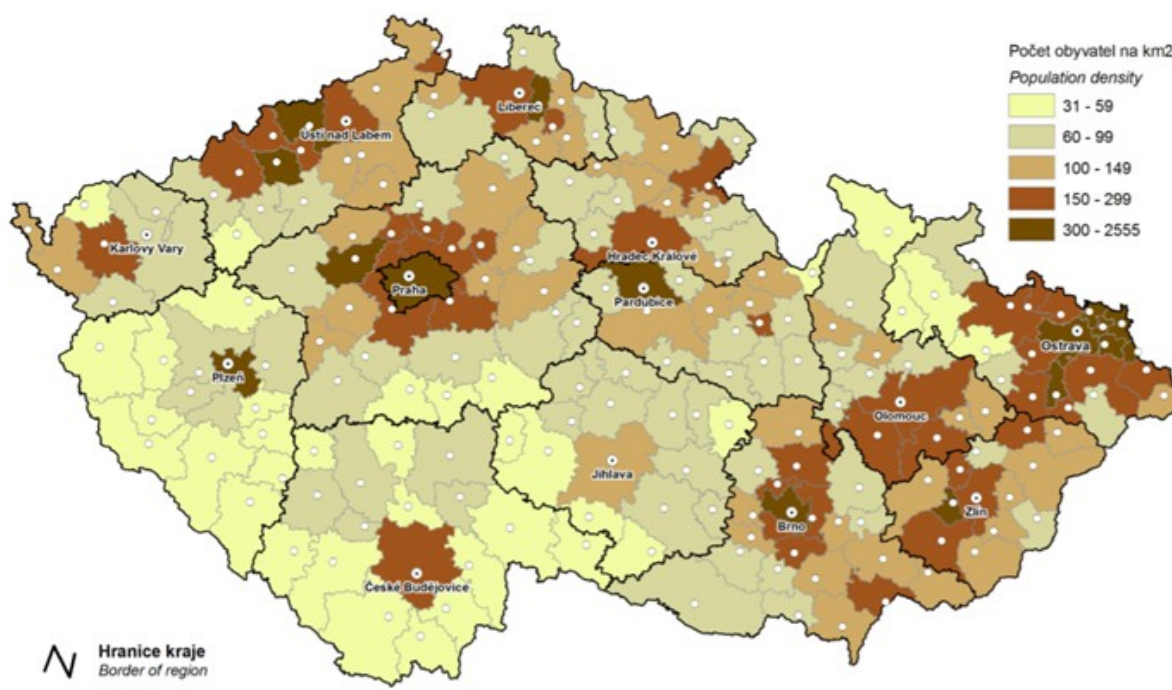 Počet obyvatel na km2
Population density
31 - 59
60 - 99
100 - 149
150 - 299
300 - 2555
Liberec
Ústí nad Labem
Karlovy Vary
Hradec Králové
Praha
Pardubice
Ostrava
Plzeň
Olomouc
Jihlava
Zlín
Brno
České Budějovice
Hranice kraje
Border of region